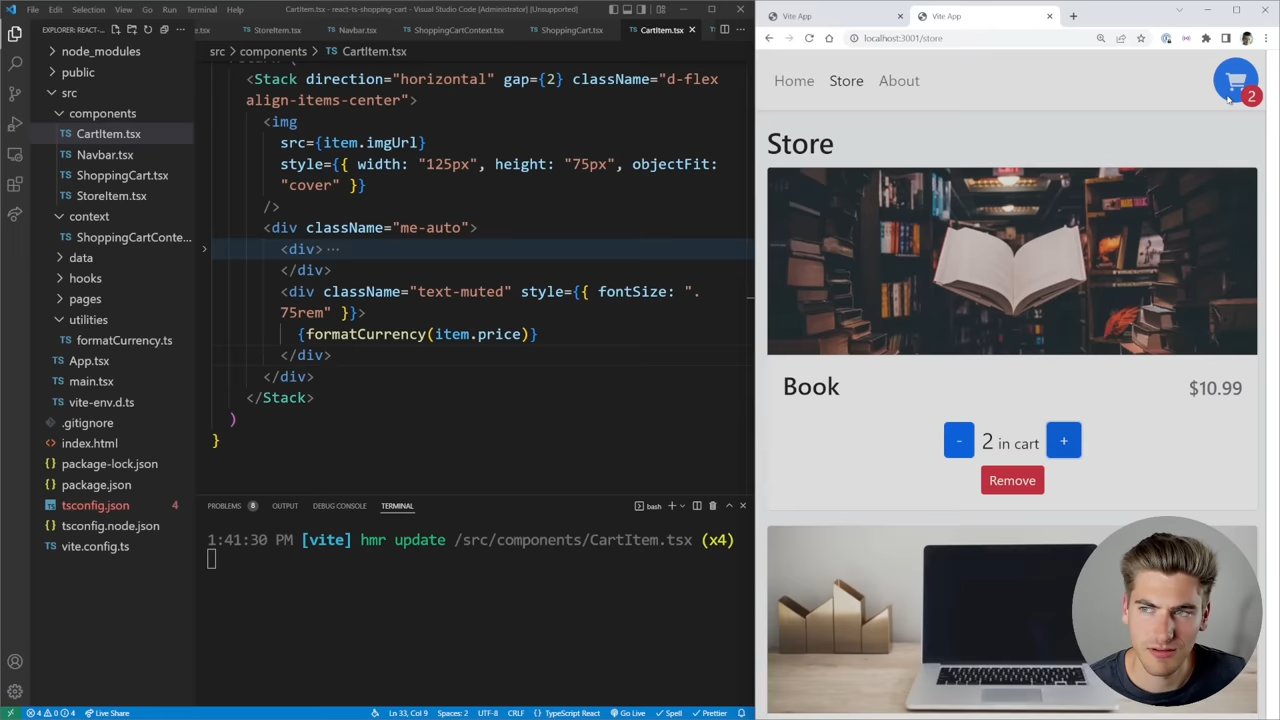 File Edit Selection View Go Run Terminal Help
CartItem.tsx - react-ts-shopping-cart - Visual Studio Code [Administrator] [Unsupported]
EXPLORER: REACT-...
e.tsx
StoreItem.tsx
Navbar.tsx
ShoppingCartContext.tsx
ShoppingCart.tsx
CartItem.tsx
src > components > CartItem.tsx
node_modules
public
src
components
CartItem.tsx
Navbar.tsx
ShoppingCart.tsx
StoreItem.tsx
context
ShoppingCartConte...
data
hooks
pages
utilities
formatCurrency.ts
App.tsx
main.tsx
vite-env.d.ts
.gitignore
index.html
package-lock.json
package.json
tsconfig.json 4
tsconfig.node.json
vite.config.ts
<Stack direction="horizontal" gap={2} className="d-flex
align-items-center">
<img
src={item.imgUrl}
style={{ width: "125px", height: "75px", objectFit:
"cover" }}
/>
<div className="me-auto">
<div> ...
</div>
<div className="text-muted" style={{ fontSize: ".
75rem" }}>
{formatCurrency(item.price)}
</div>
</div>
</Stack>
)
}
PROBLEMS 8 OUTPUT DEBUG CONSOLE TERMINAL
bash
1:41:30 PM [vite] hmr update /src/components/CartItem.tsx (x4)
4 0 4 Live Share
Ln 33, Col 9 Spaces: 2 UTF-8 CRLF {} TypeScript React Go Live Spell Prettier
Vite App
Vite App
localhost:3001/store
Home Store About
2
Store
Book $10.99
- 2 in cart +
Remove